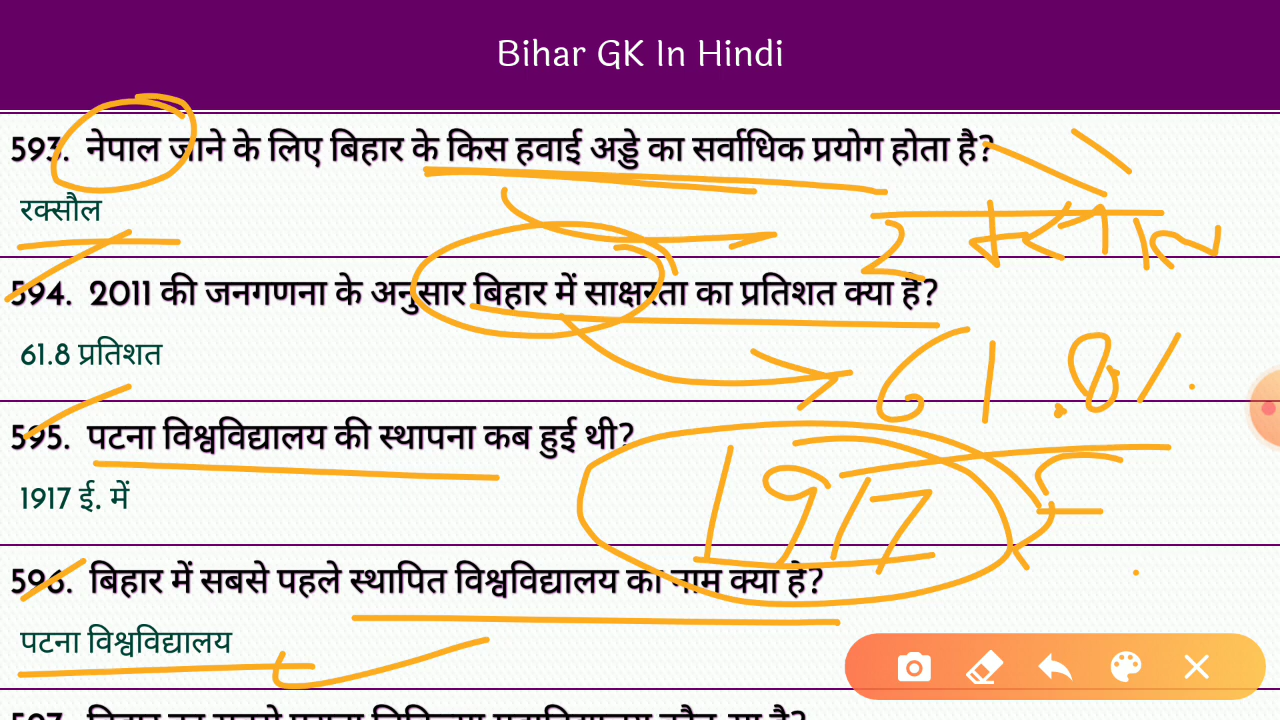 Bihar GK In Hindi
593. नेपाल जाने के लिए बिहार के किस हवाई अड्डे का सर्वाधिक प्रयोग होता है?
रक्सौल
594. 2011 की जनगणना के अनुसार बिहार में साक्षरता का प्रतिशत क्या है?
61.8 प्रतिशत
61.8%
595. पटना विश्वविद्यालय की स्थापना कब हुई थी?
1917 ई. में
1917
596. बिहार में सबसे पहले स्थापित विश्वविद्यालय का नाम क्या है?
पटना विश्वविद्यालय
597.